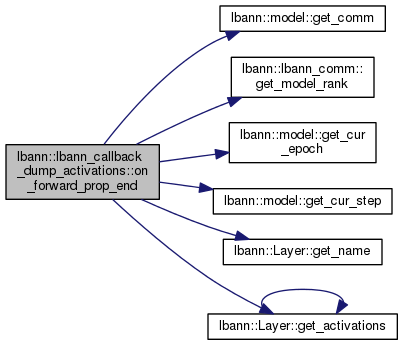 lbann::model::get_comm
lbann::lbann_comm::
get_model_rank
lbann::lbann_callback
_dump_activations::on
_forward_prop_end
lbann::model::get_cur
_epoch
lbann::model::get_cur_step
lbann::Layer::get_name
lbann::Layer::get_activations